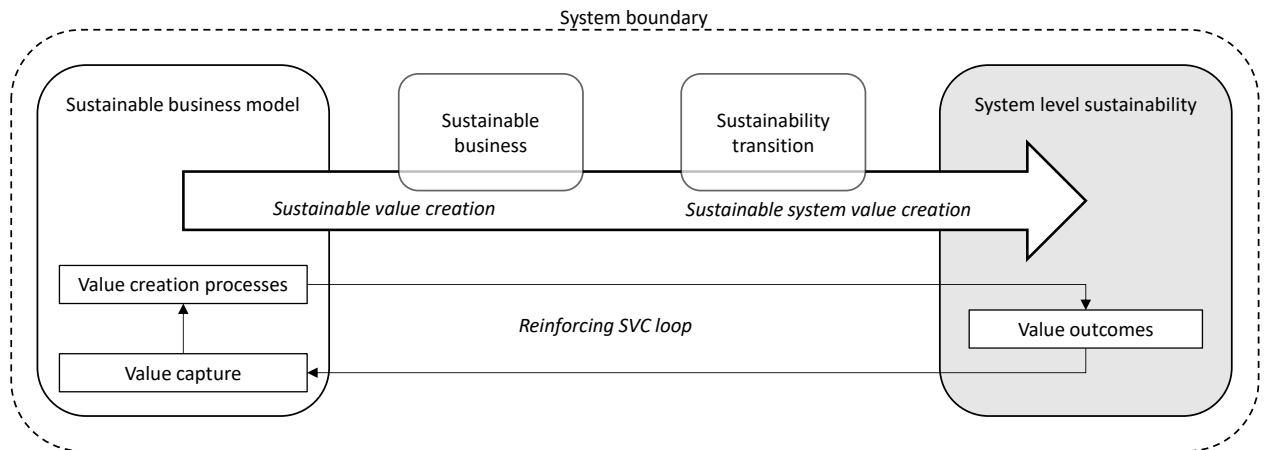 System boundary
Sustainable business model
Sustainable
business
Sustainability
transition
System level sustainability
Sustainable value creation
Sustainable system value creation
Value creation processes
Reinforcing SVC loop
Value outcomes
Value capture